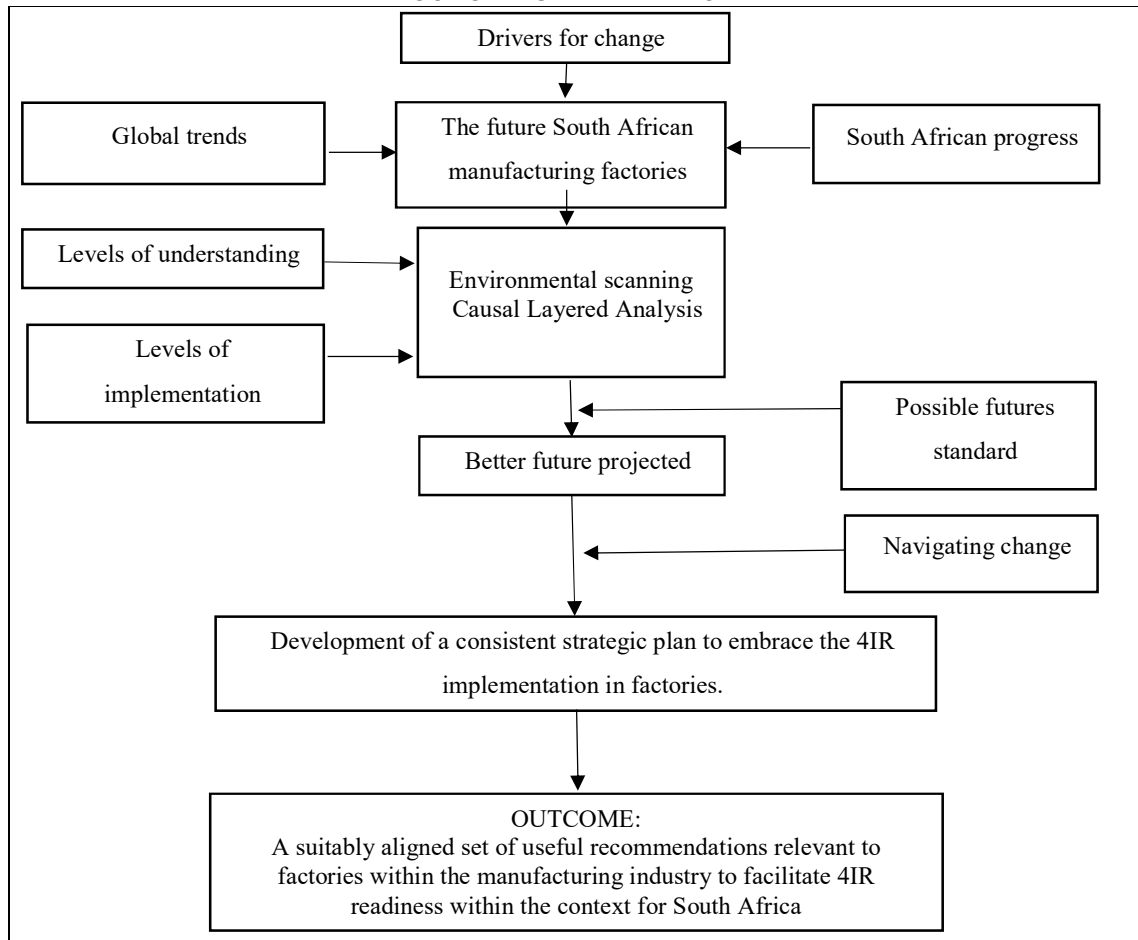 Drivers for change
Global trends
The future South African
manufacturing factories
South African progress
Levels of understanding
Environmental scanning
Causal Layered Analysis
Levels of
implementation
Possible futures
standard
Better future projected
Navigating change
Development of a consistent strategic plan to embrace the 4IR
implementation in factories.
OUTCOME:
A suitably aligned set of useful recommendations relevant to
factories within the manufacturing industry to facilitate 4IR
readiness within the context for South Africa